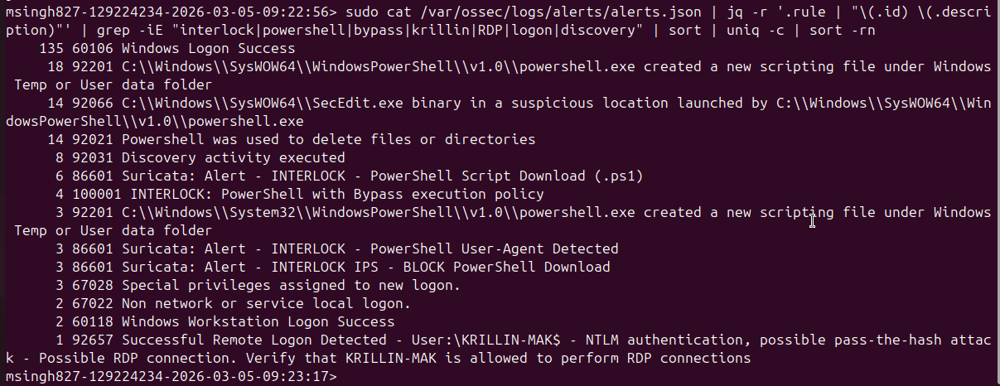 msingh827-129224234-2026-03-05-09:22:56> sudo cat /var/ossec/logs/alerts/alerts.json | jq -r '.rule | "\(.id) \(.descri
ption)"' | grep -iE "interlock|powershell|bypass|krillin|RDP|logon|discovery" | sort | uniq -c | sort -rn
    135 60106 Windows Logon Success
     18 92201 C:\\Windows\\SysWOW64\\WindowsPowerShell\\v1.0\\powershell.exe created a new scripting file under Windows
 Temp or User data folder
     14 92066 C:\\Windows\\SysWOW64\\SecEdit.exe binary in a suspicious location launched by C:\\Windows\\SysWOW64\\Win
dowsPowerShell\\v1.0\\powershell.exe
     14 92021 Powershell was used to delete files or directories
      8 92031 Discovery activity executed
      6 86601 Suricata: Alert - INTERLOCK - PowerShell Script Download (.ps1)
      4 100001 INTERLOCK: PowerShell with Bypass execution policy
      3 92201 C:\\Windows\\System32\\WindowsPowerShell\\v1.0\\powershell.exe created a new scripting file under Windows
 Temp or User data folder
      3 86601 Suricata: Alert - INTERLOCK - PowerShell User-Agent Detected
      3 86601 Suricata: Alert - INTERLOCK IPS - BLOCK PowerShell Download
      3 67028 Special privileges assigned to new logon.
      2 67022 Non network or service local logon.
      2 60118 Windows Workstation Logon Success
      1 92657 Successful Remote Logon Detected - User:\KRILLIN-MAK$ - NTLM authentication, possible pass-the-hash attac
k - Possible RDP connection. Verify that KRILLIN-MAK is allowed to perform RDP connections
msingh827-129224234-2026-03-05-09:23:17>